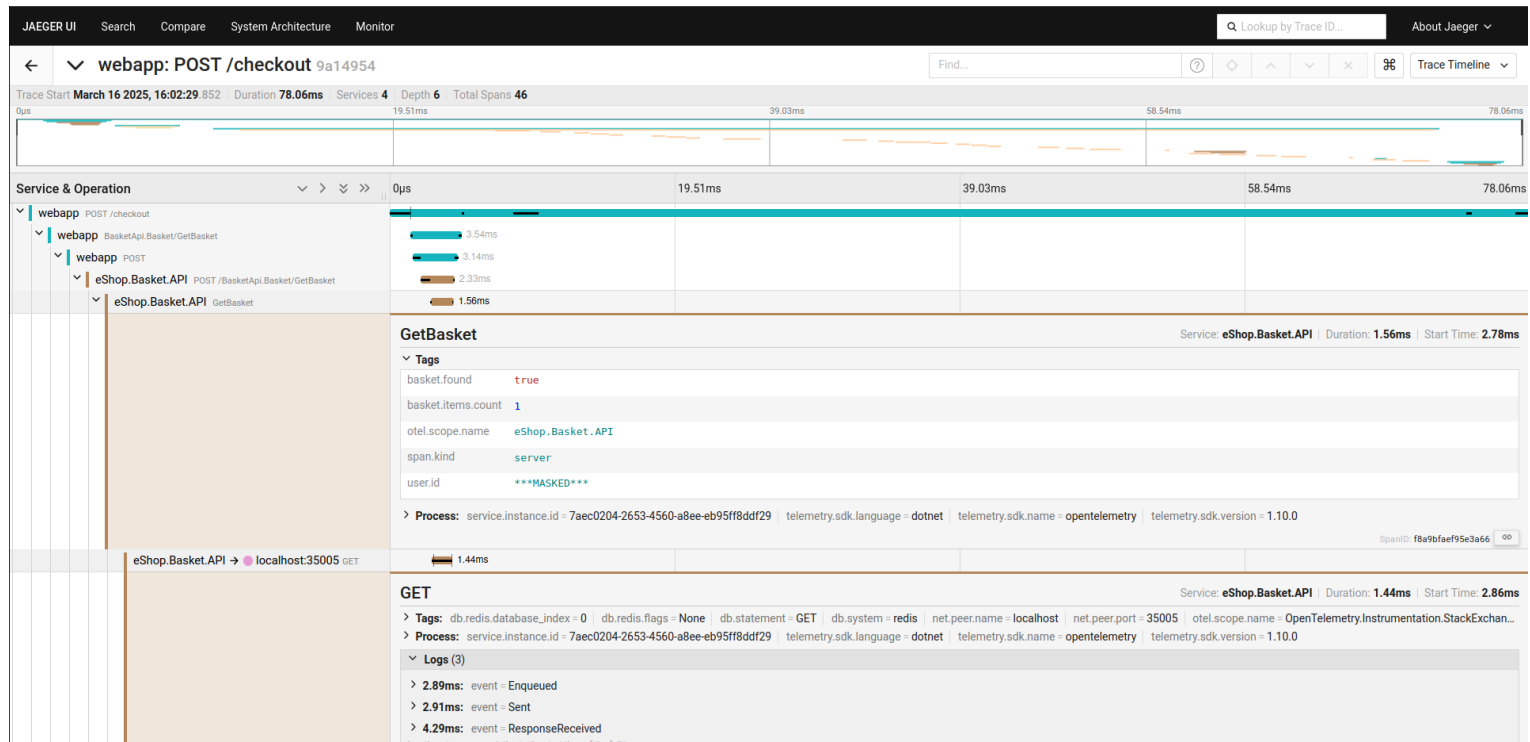 JAEGER UI Search Compare System Architecture Monitor Lookup by Trace ID... About Jaeger
webapp: POST /checkout 9a14954 Find... Trace Timeline
Trace Start March 16 2025, 16:02:29.852 Duration 78.06ms Services 4 Depth 6 Total Spans 46
0μs 19.51ms 39.03ms 58.54ms 78.06ms
Service & Operation 0μs 19.51ms 39.03ms 58.54ms 78.06ms
webapp POST /checkout
webapp BasketApi.Basket/GetBasket 3.54ms
webapp POST 3.14ms
eShop.Basket.API POST /BasketApi.Basket/GetBasket 2.33ms
eShop.Basket.API GetBasket 1.56ms
GetBasket Service: eShop.Basket.API Duration: 1.56ms Start Time: 2.78ms
Tags
basket.found true
basket.items.count 1
otel.scope.name eShop.Basket.API
span.kind server
user.id ***MASKED***
Process: service.instance.id = 7aec0204-2653-4560-a8ee-eb95ff8ddf29 telemetry.sdk.language = dotnet telemetry.sdk.name = opentelemetry telemetry.sdk.version = 1.10.0
SpanID: f8a9bfaef95e3a66
eShop.Basket.API → localhost:35005 GET 1.44ms
GET Service: eShop.Basket.API Duration: 1.44ms Start Time: 2.86ms
Tags: db.redis.database_index = 0 db.redis.flags = None db.statement = GET db.system = redis net.peer.name = localhost net.peer.port = 35005 otel.scope.name = OpenTelemetry.Instrumentation.StackExchan...
Process: service.instance.id = 7aec0204-2653-4560-a8ee-eb95ff8ddf29 telemetry.sdk.language = dotnet telemetry.sdk.name = opentelemetry telemetry.sdk.version = 1.10.0
Logs (3)
2.89ms: event = Enqueued
2.91ms: event = Sent
4.29ms: event = ResponseReceived